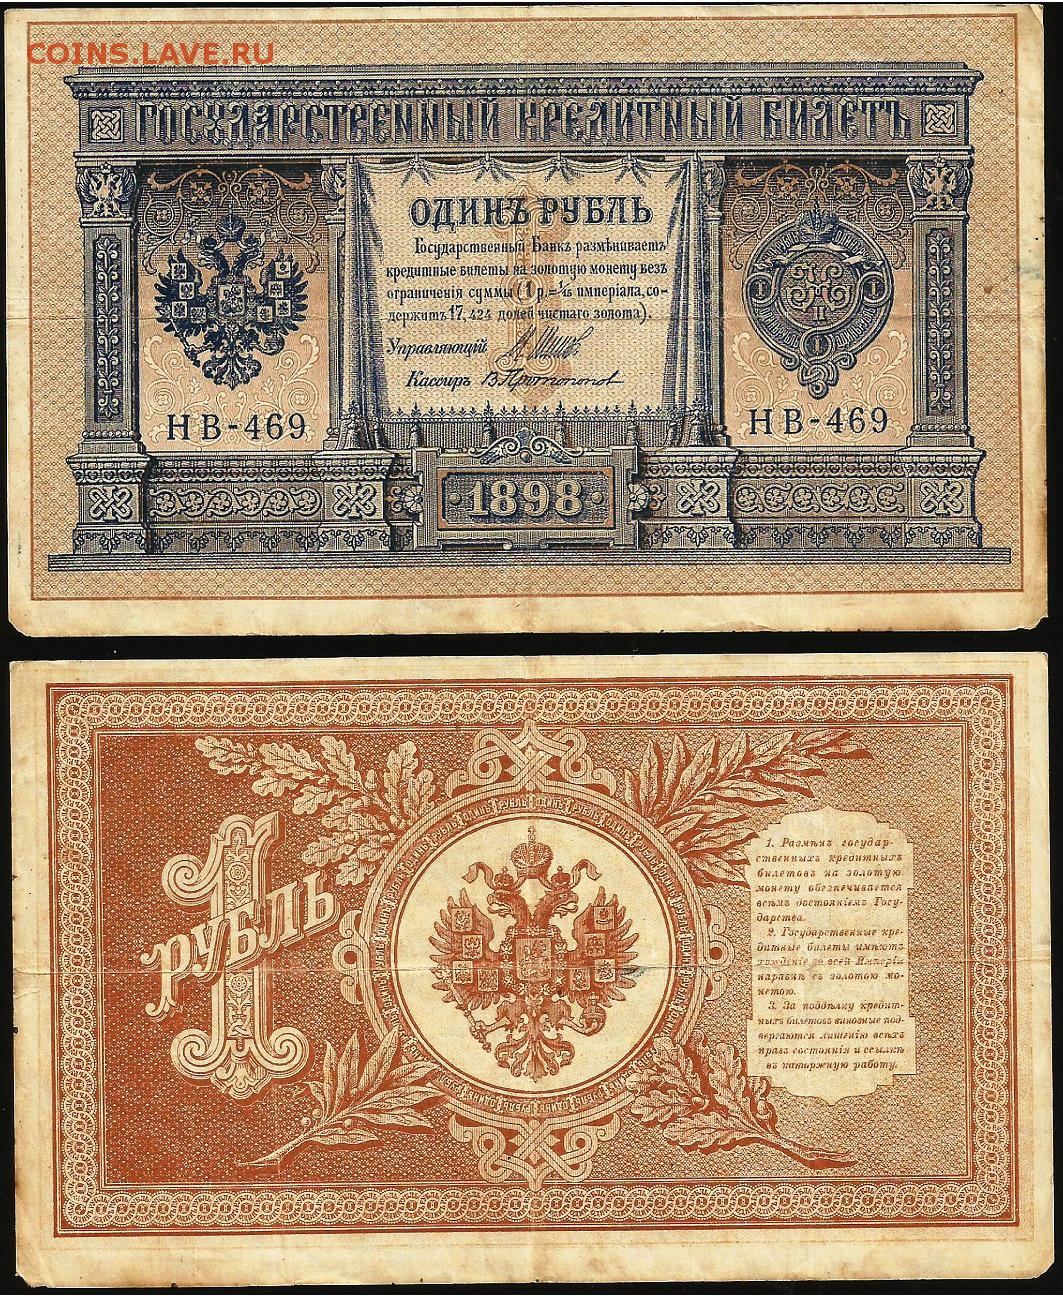 COINS.LAVE.RU
ГОСУДАРСТВЕННЫЙ КРЕДИТНЫЙ БИЛЕТЪ
ОДИНЪ РУБЛЬ
Государственный Банкъ размѣниваетъ
кредитные билеты на золотую монету безъ
ограниченія суммы (1 р.=1/15 имперіала, со-
держитъ 17,424 долей чистаго золота).
Управляющій
Кассиръ В.Протопопов
НВ-469
НВ-469
1898
1
РУБЛЬ
1. Размѣнъ государ-
ственныхъ кредитныхъ
билетовъ на золотую
монету обезпечивается
всѣмъ достояніемъ Госу-
дарства.
2. Государственные кре-
дитные билеты имѣютъ
хожденіе во всей Имперіи
наравнѣ съ золотою мо-
нетою.
3. За поддѣлку кредит-
ныхъ билетовъ виновные под-
вергаются лишенію всѣхъ
правъ состоянія и ссылкѣ
въ каторжную работу.